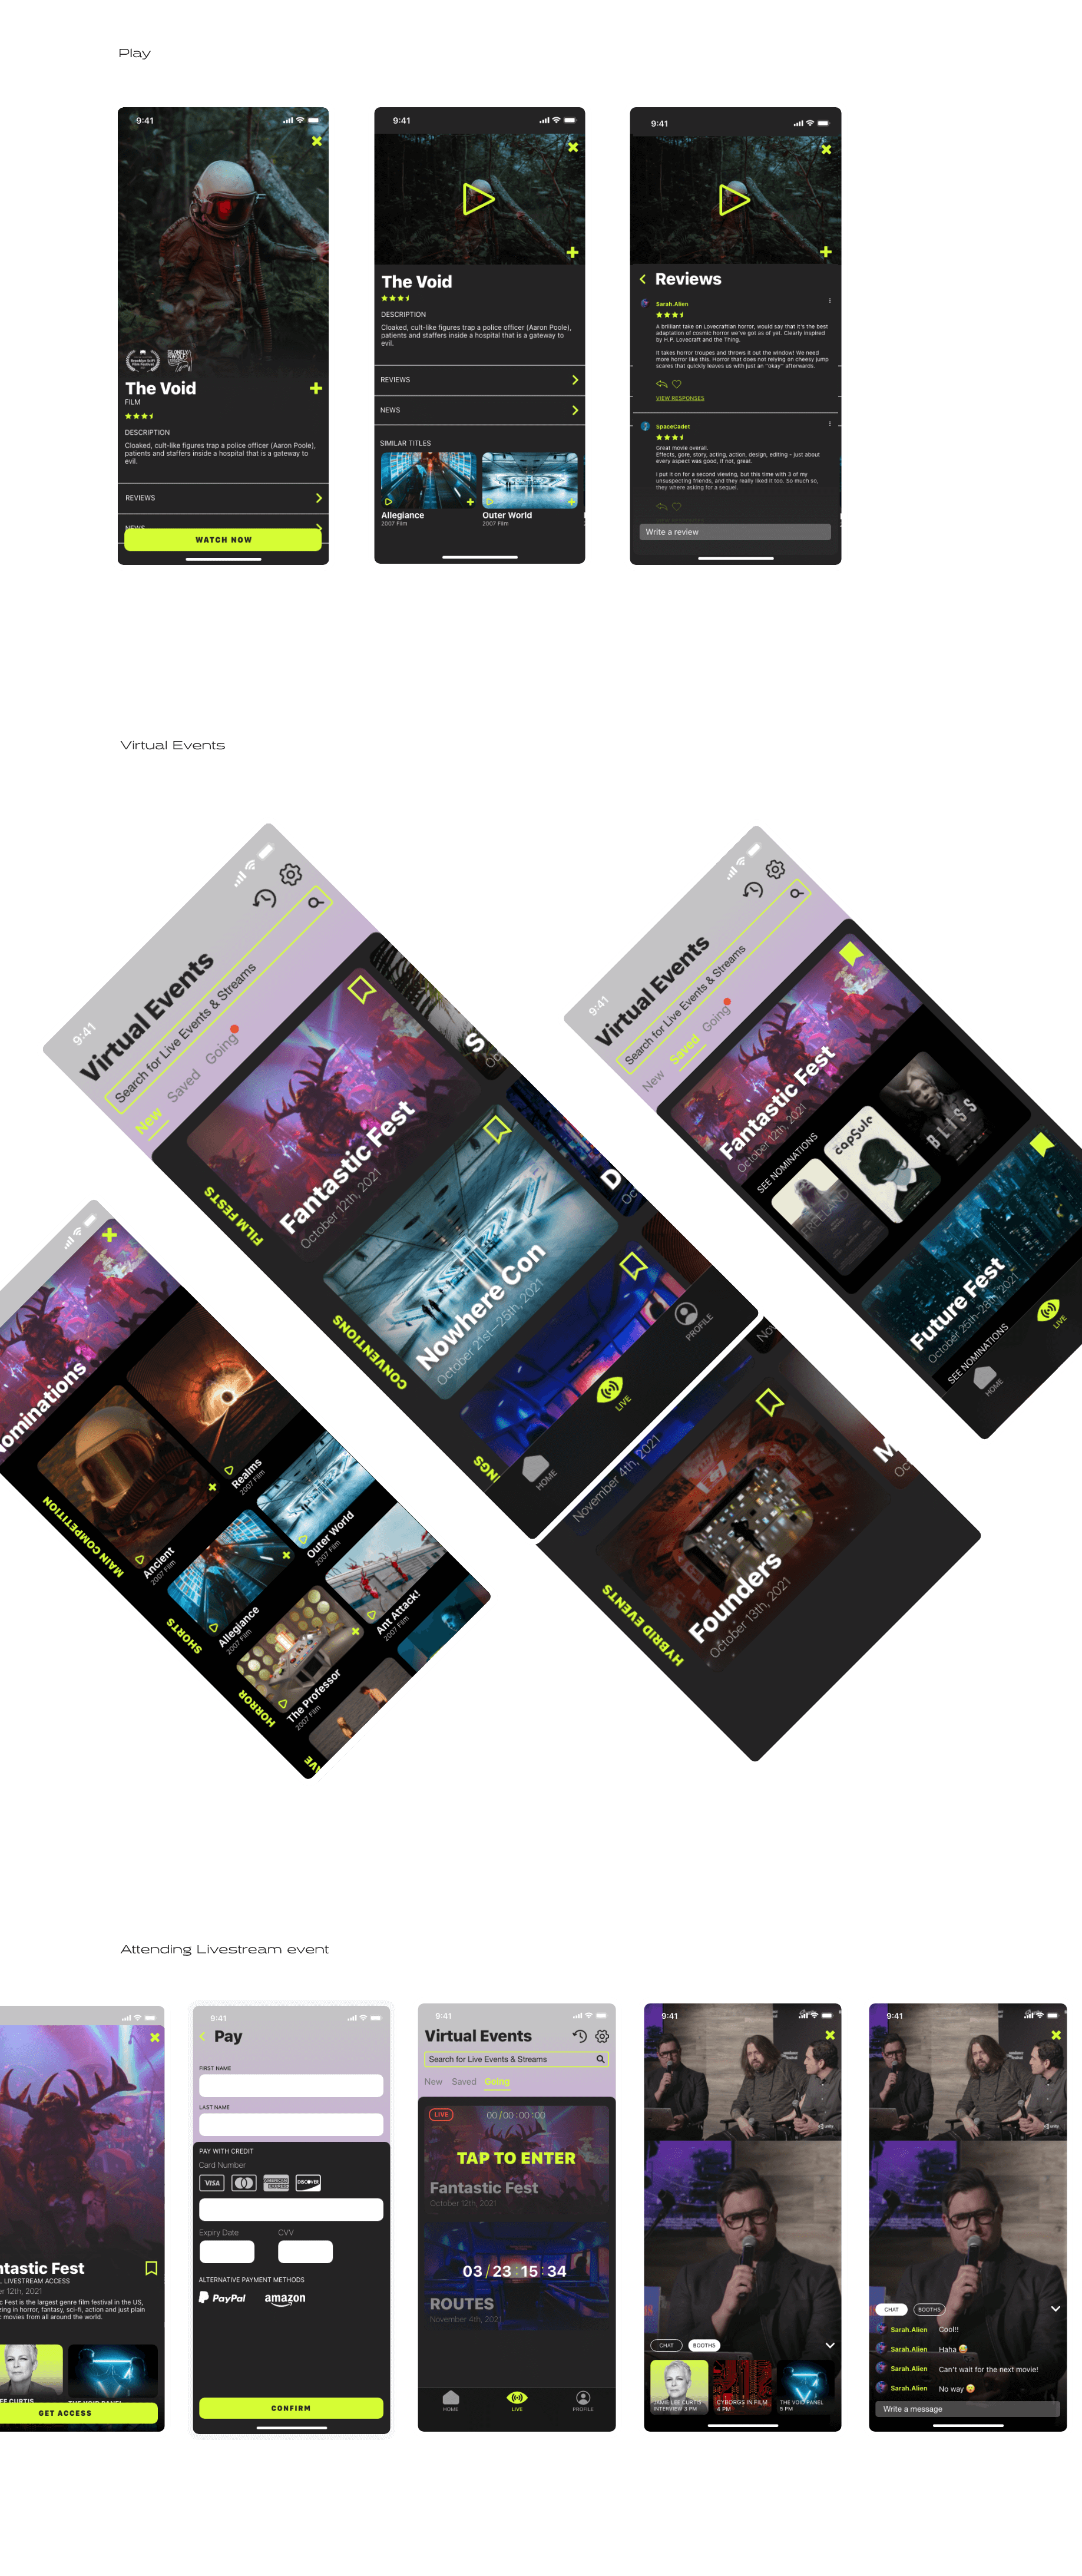 Play
9:41
The Void
FILM
DESCRIPTION
Cloaked, cult-like figures trap a police officer (Aaron Poole),
patients and staffers inside a hospital that is a gateway to
evil.
REVIEWS
NEWS
WATCH NOW
9:41
The Void
DESCRIPTION
Cloaked, cult-like figures trap a police officer (Aaron Poole),
patients and staffers inside a hospital that is a gateway to
evil.
REVIEWS
NEWS
SIMILAR TITLES
Allegiance
2007 Film
Outer World
2007 Film
9:41
Reviews
Sarah.Alien
A brilliant take on Lovecraftian horror, would say that it's the best
adaptation of cosmic horror we've got as of yet. Clearly inspired
by H.P. Lovecraft and the Thing.
It takes horror troupes and throws it out the window! We need
more horror like this. Horror that does not relying on cheesy jump
scares that quickly leaves us with just an "okay" afterwards.
VIEW RESPONSES
SpaceCadet
Great movie overall.
Effects, gore, story, acting, action, design, editing - just about
every aspect was good, if not, great.
I put it on for a second viewing, but this time with 3 of my
unsuspecting friends, and they really liked it too. So much so,
they where asking for a sequel.
Write a review
Virtual Events
9:41
Virtual Events
Search for Live Events & Streams
New
Saved
Going
FILM FESTS
Fantastic Fest
October 12th, 2021
S
CONVENTIONS
Nowhere Con
October 21st -25th, 2021
D
Oc
NGS
HOME
LIVE
PROFILE
9:41
Virtual Events
Search for Live Events & Streams
New
Saved
Going
Fantastic Fest
October 12th, 2021
SEE NOMINATIONS
FREELAND
capsule
BLISS
Future Fest
October 25th-28th, 2021
SEE NOMINATIONS
HOME
LIVE
ominations
MAIN COMPETITION
Ancient
2007 Film
Realms
2007 Film
SHORTS
Allegiance
2007 Film
Outer World
2007 Film
HORROR
The Professor
2007 Film
Ant Attack!
2007 Film
November 4th, 2021
Nov
HYBRID EVENTS
Founders
October 13th, 2021
M
Oc
Attending Livestream event
ntastic Fest
LIVESTREAM ACCESS
er 12th, 2021
c Fest is the largest genre film festival in the US,
zing in horror, fantasy, sci-fi, action and just plain
c movies from all around the world.
EE CURTIS
THE VOID PANEL
GET ACCESS
9:41
Pay
FIRST NAME
LAST NAME
PAY WITH CREDIT
Card Number
VISA
AMERICAN EXPRESS
DISCOVER
Expiry Date
CVV
ALTERNATIVE PAYMENT METHODS
PayPal
amazon
CONFIRM
9:41
Virtual Events
Search for Live Events & Streams
New
Saved
Going
LIVE
00/00:00:00
TAP TO ENTER
Fantastic Fest
October 12th, 2021
03/23:15:34
ROUTES
November 4th, 2021
HOME
LIVE
PROFILE
9:41
CHAT
BOOTHS
JAMIE LEE CURTIS
INTERVIEW 3 PM
CYBORGS IN FILM
4 PM
THE VOID PANEL
5 PM
9:41
CHAT
BOOTHS
Sarah.Alien Cool!!
Sarah.Alien Haha 😅
Sarah.Alien Can't wait for the next movie!
Sarah.Alien No way 😮
Write a message